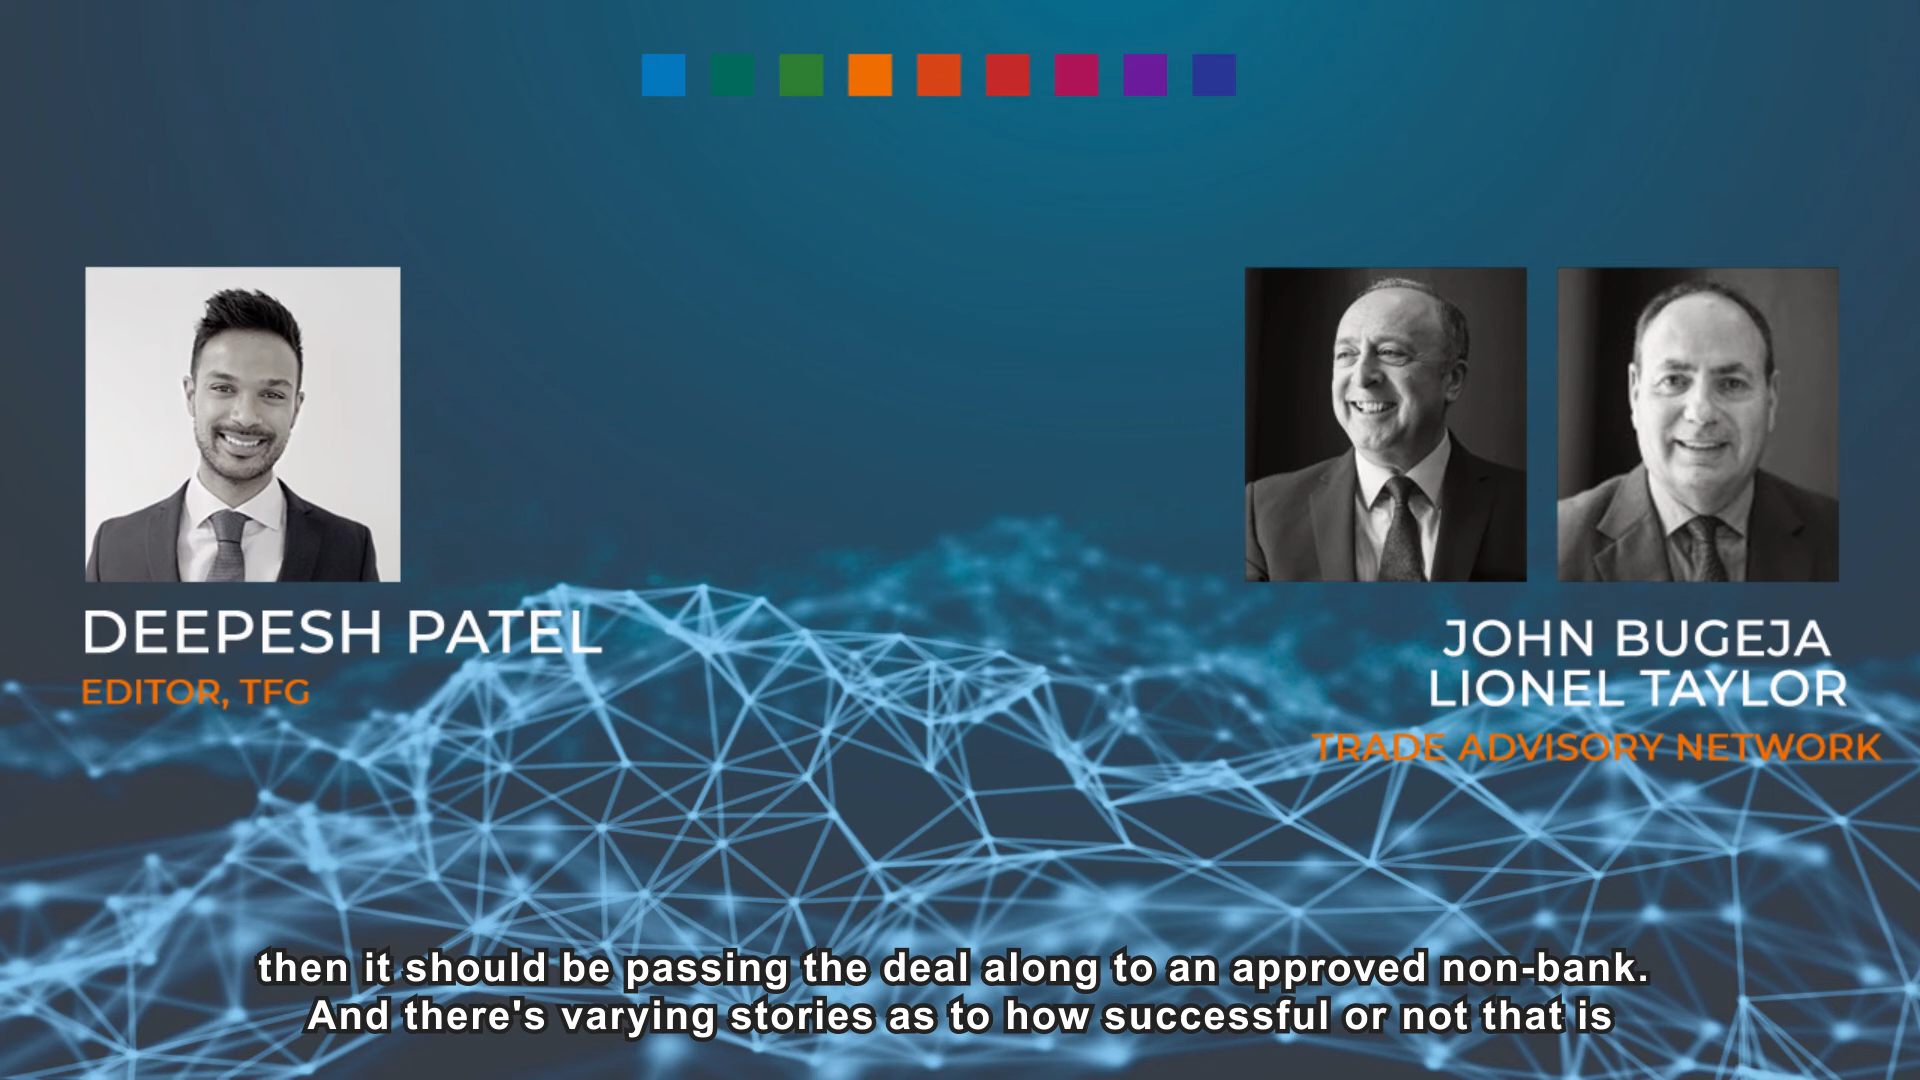 DEEPESH PATEL
EDITOR, TFG
JOHN BUGEJA
LIONEL TAYLOR
TRADE ADVISORY NETWORK
then it should be passing the deal along to an approved non-bank.
And there's varying stories as to how successful or not that is